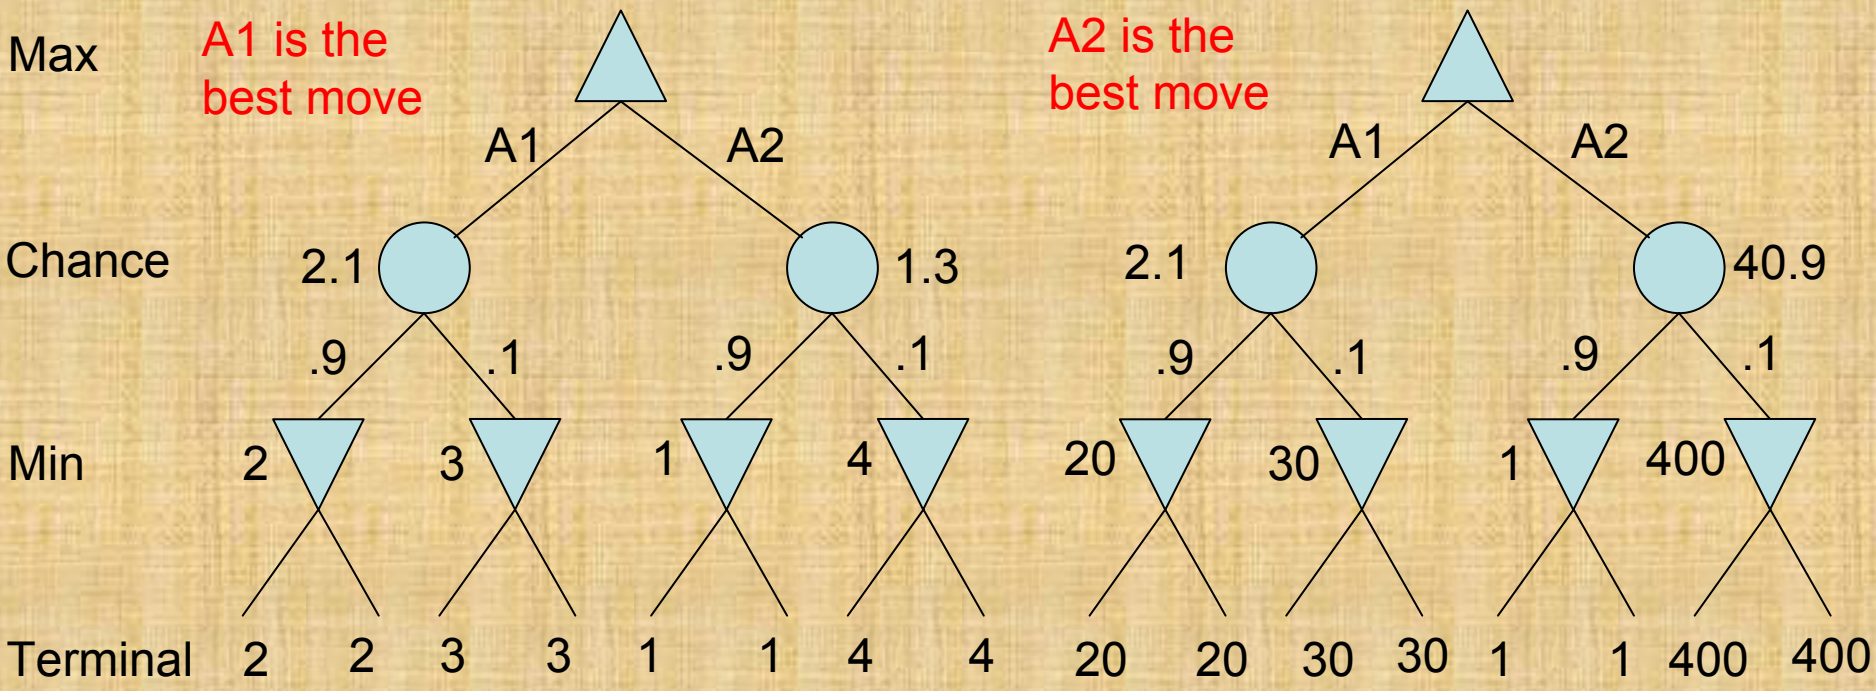 Max A1 is the best move A2 is the best move
A1 A2 A1 A2
Chance 2.1 1.3 2.1 40.9
.9 .1 .9 .1 .9 .1 .9 .1
Min 2 3 1 4 20 30 1 400
Terminal 2 2 3 3 1 1 4 4 20 20 30 30 1 1 400 400